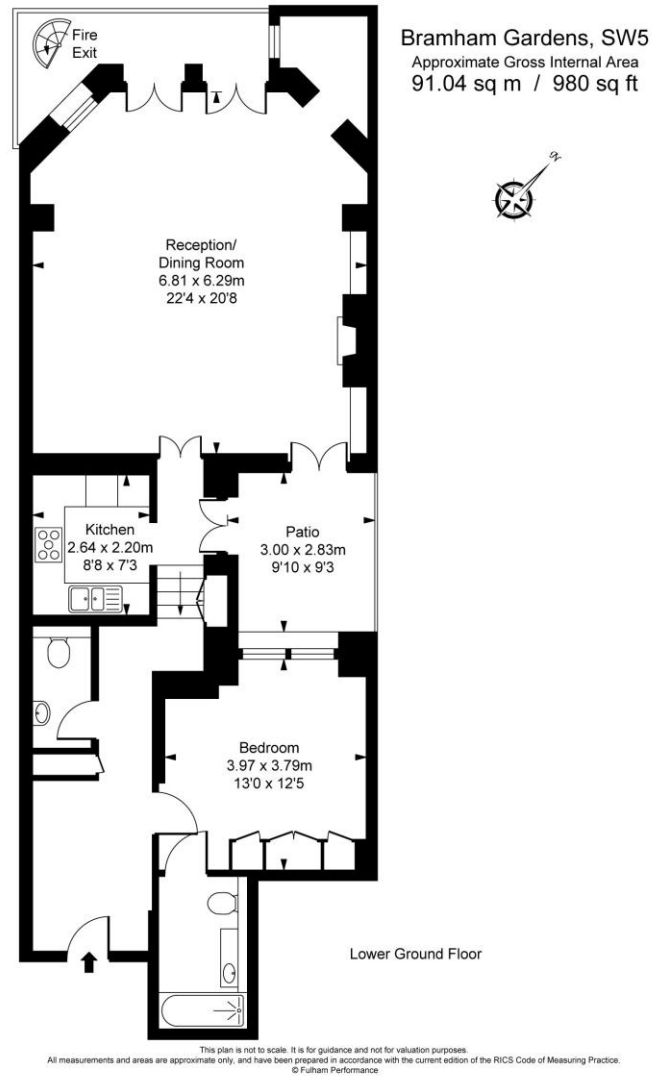 Fire
Exit
Bramham Gardens, SW5
Approximate Gross Internal Area
91.04 sq m / 980 sq ft
N
Reception/
Dining Room
6.81 x 6.29m
22'4 x 20'8
Kitchen
2.64 x 2.20m
8'8 x 7'3
Patio
3.00 x 2.83m
9'10 x 9'3
Bedroom
3.97 x 3.79m
13'0 x 12'5
Lower Ground Floor
This plan is not to scale. It is for guidance and not for valuation purposes.
All measurements and areas are approximate only, and have been prepared in accordance with the current edition of the RICS Code of Measuring Practice.
© Fulham Performance